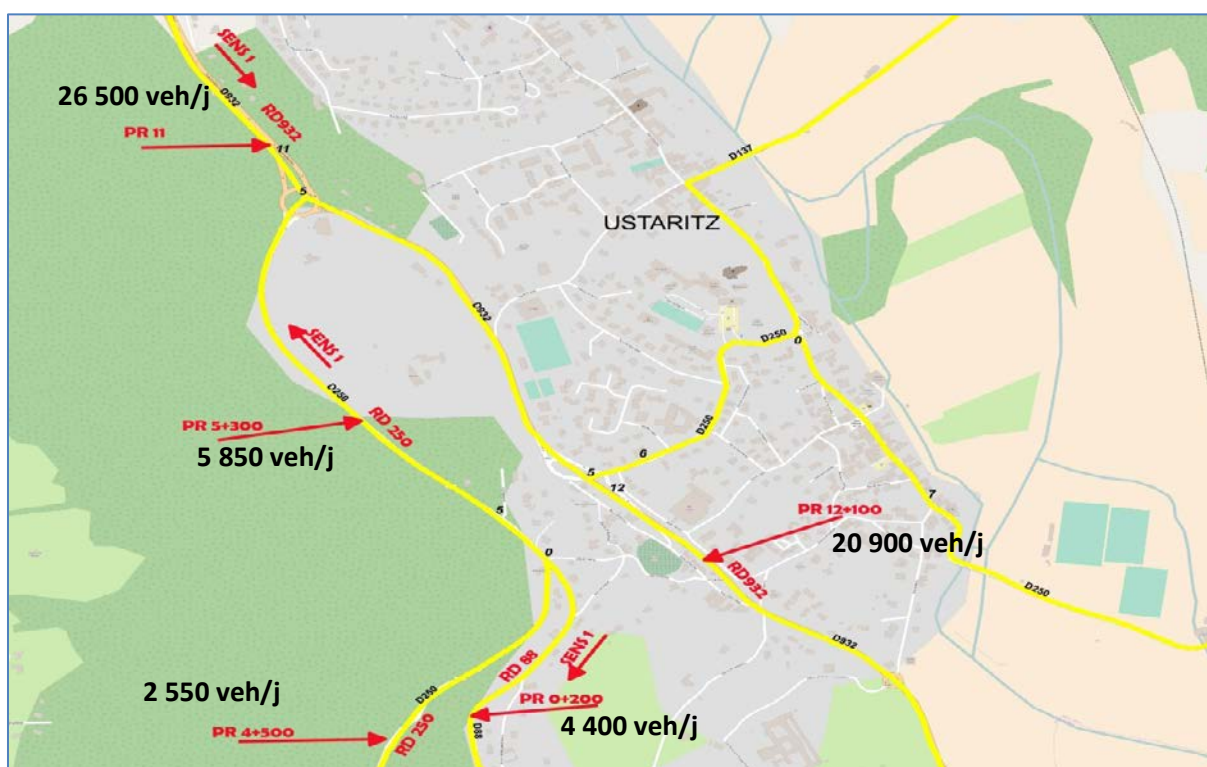 SENS 1
26 500 veh/j
D932
RD932
PR 11
11
5
D137
USTARITZ
D932
D250
0
SENS 1
D250
RD 250
PR 5+300
5 850 veh/j
D250
6
5
12
7
PR 12+100
20 900 veh/j
5
0
RD932
D250
SENS 1
D932
RD 88
2 550 veh/j
D250
PR 0+200
4 400 veh/j
PR 4+500
RD 250
D88